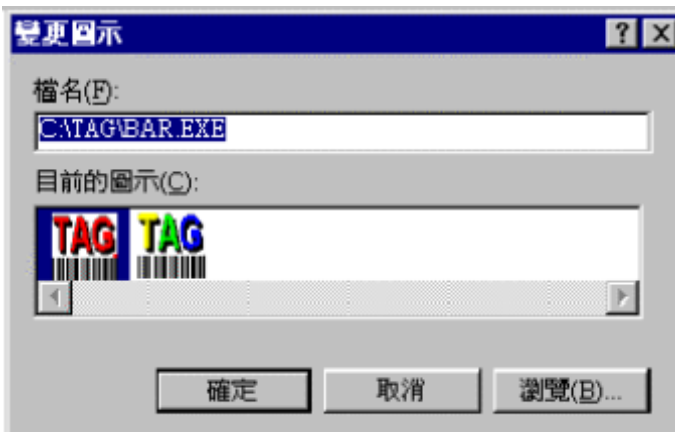 變更圖示
檔名(F):
C:\TAG\BAR.EXE
目前的圖示(C):
TAG TAG
確定 取消 瀏覽(B)...